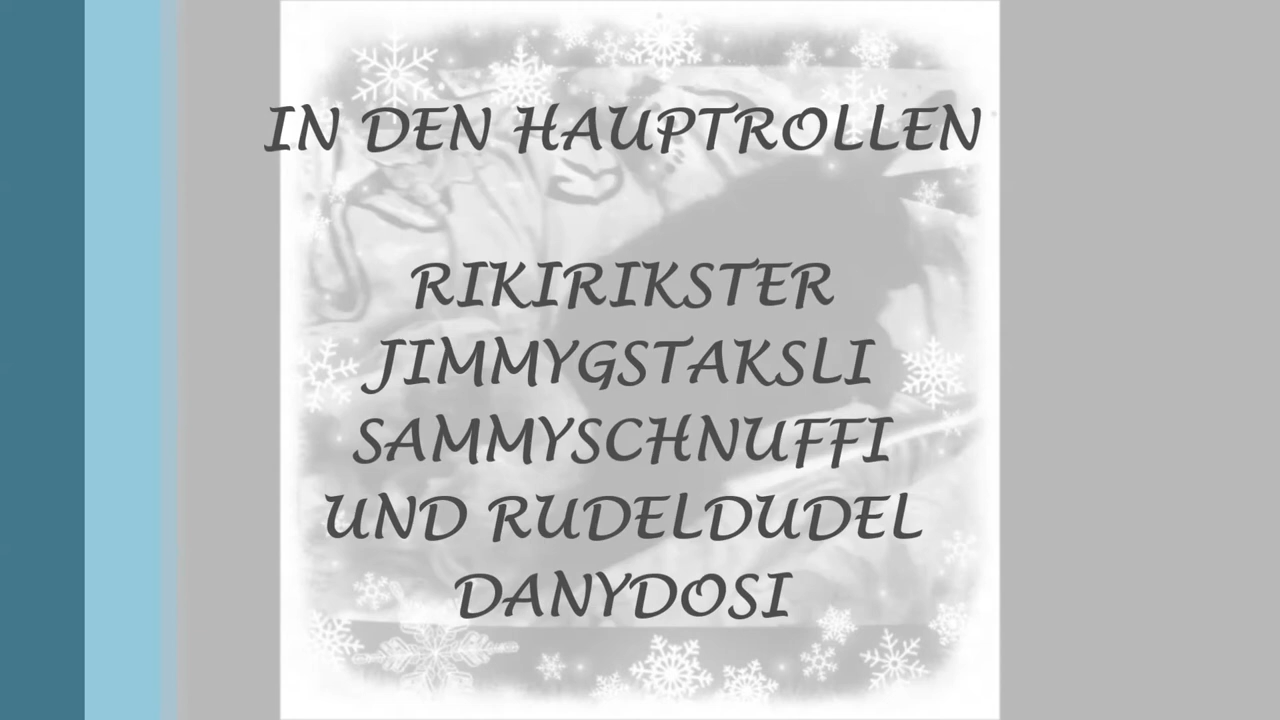 IN DEN HAUPTROLLEN
RIKIRIKSTER
JIMMYGSTAKSLI
SAMMYSCHNUFFI
UND RUDELDUDEL
DANYDOSI